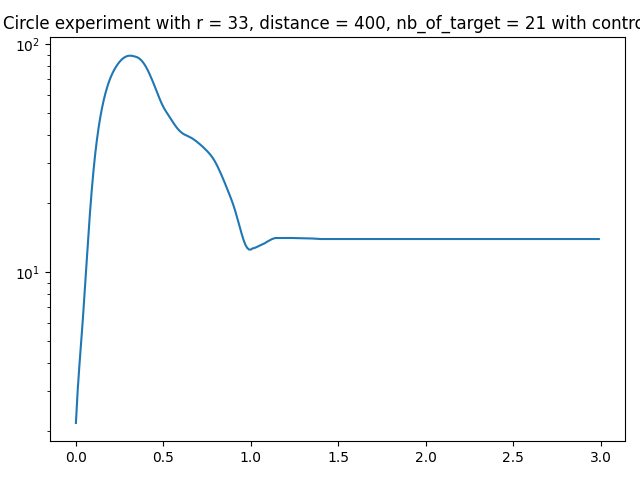 Circle experiment with r = 33, distance = 400, nb_of_target = 21 with contro
10²
10¹
0.0 0.5 1.0 1.5 2.0 2.5 3.0